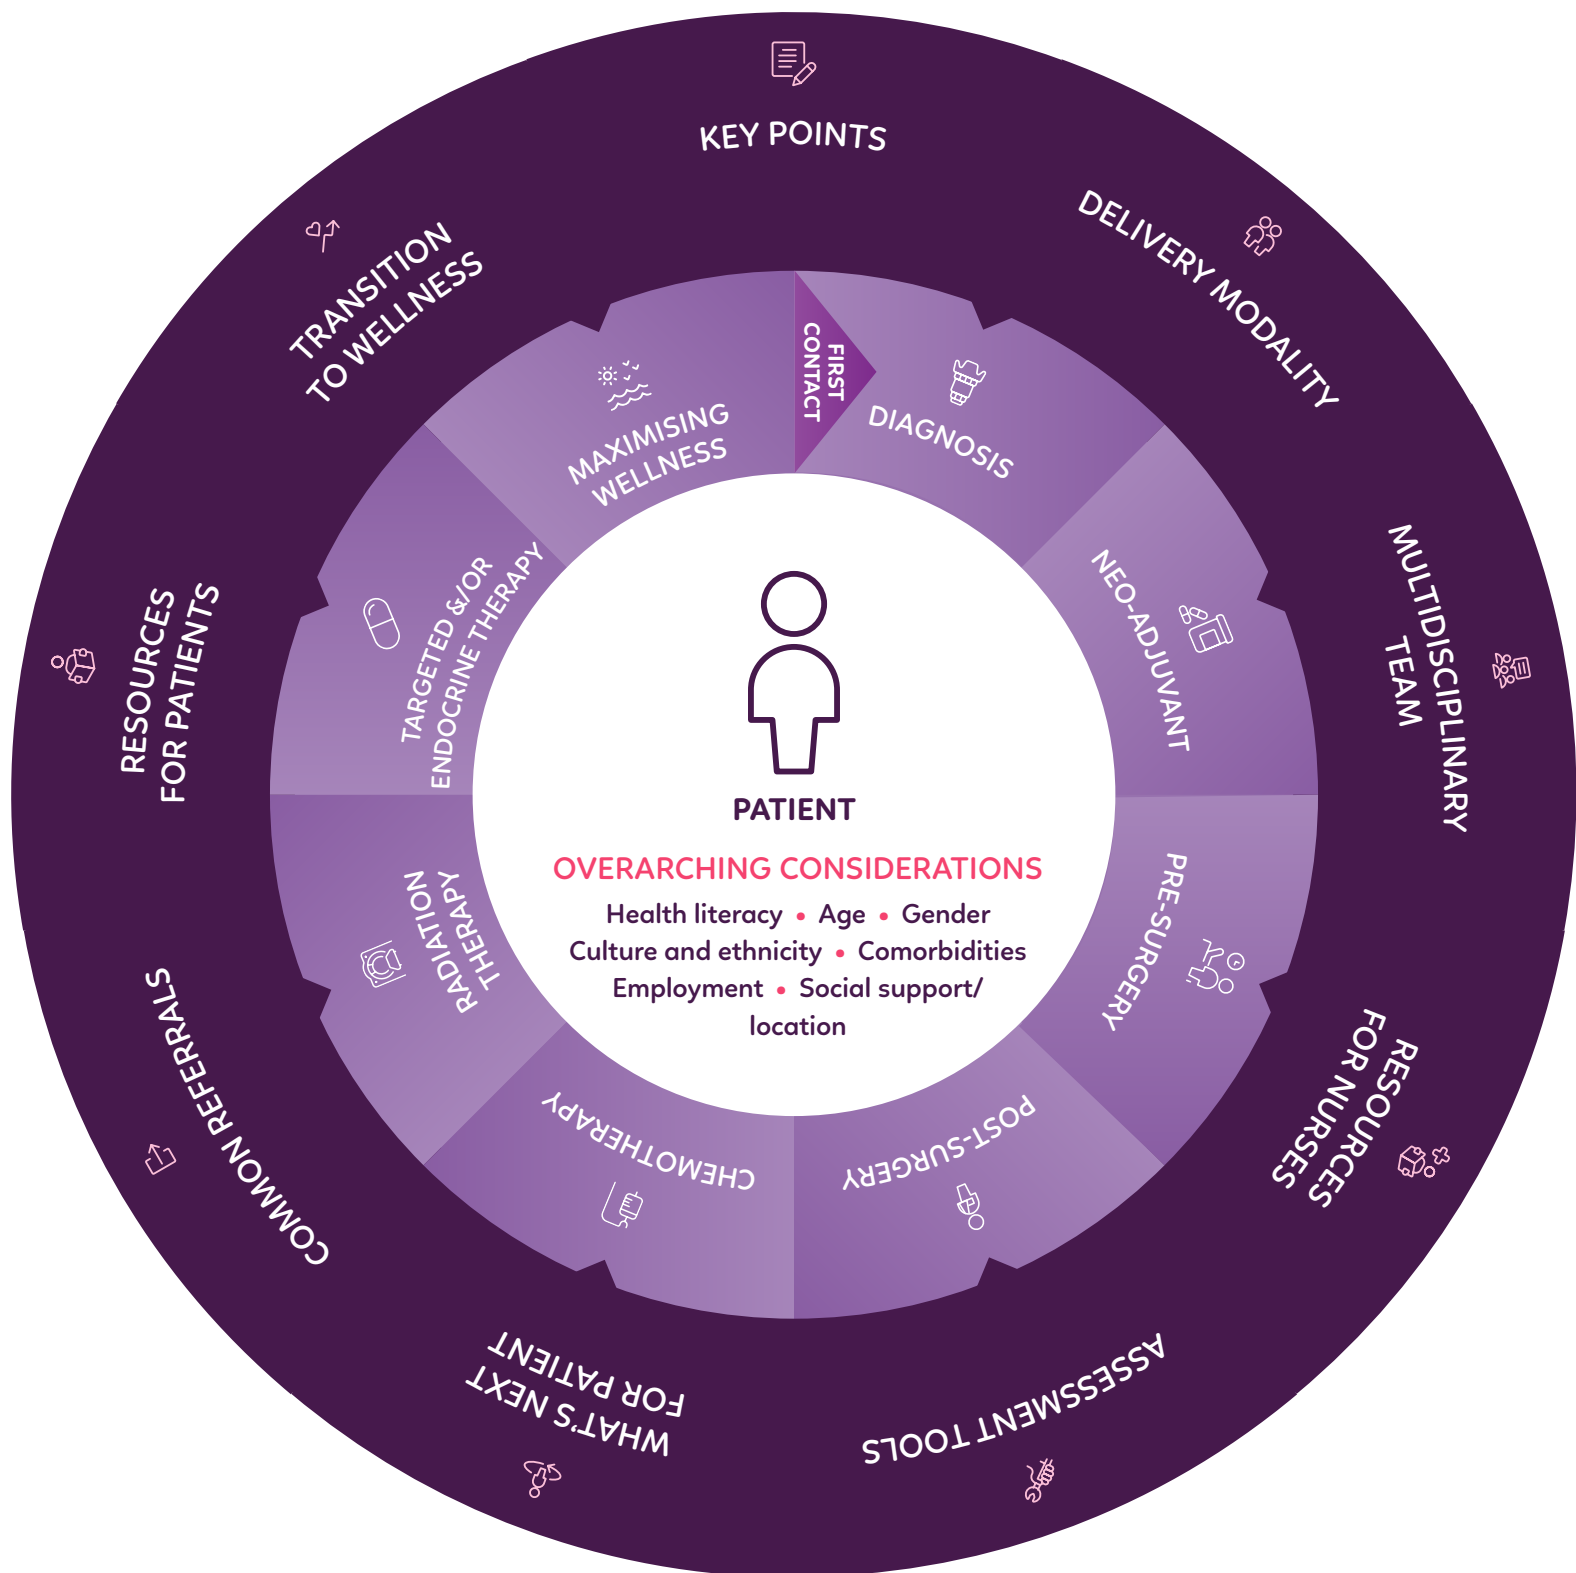 KEY POINTS
DELIVERY MODALITY
MULTIDISCIPLINARY
TEAM
RESOURCES
FOR NURSES
ASSESSMENT TOOLS
WHAT'S NEXT
FOR PATIENT
COMMON REFERRALS
RESOURCES
FOR PATIENTS
TRANSITION
TO WELLNESS
FIRST
CONTACT
DIAGNOSIS
NEO-ADJUVANT
PRE-SURGERY
POST-SURGERY
CHEMOTHERAPY
RADIATION
THERAPY
TARGETED &/OR
ENDOCRINE THERAPY
MAXIMISING
WELLNESS
PATIENT
OVERARCHING CONSIDERATIONS
Health literacy • Age • Gender
Culture and ethnicity • Comorbidities
Employment • Social support/
location